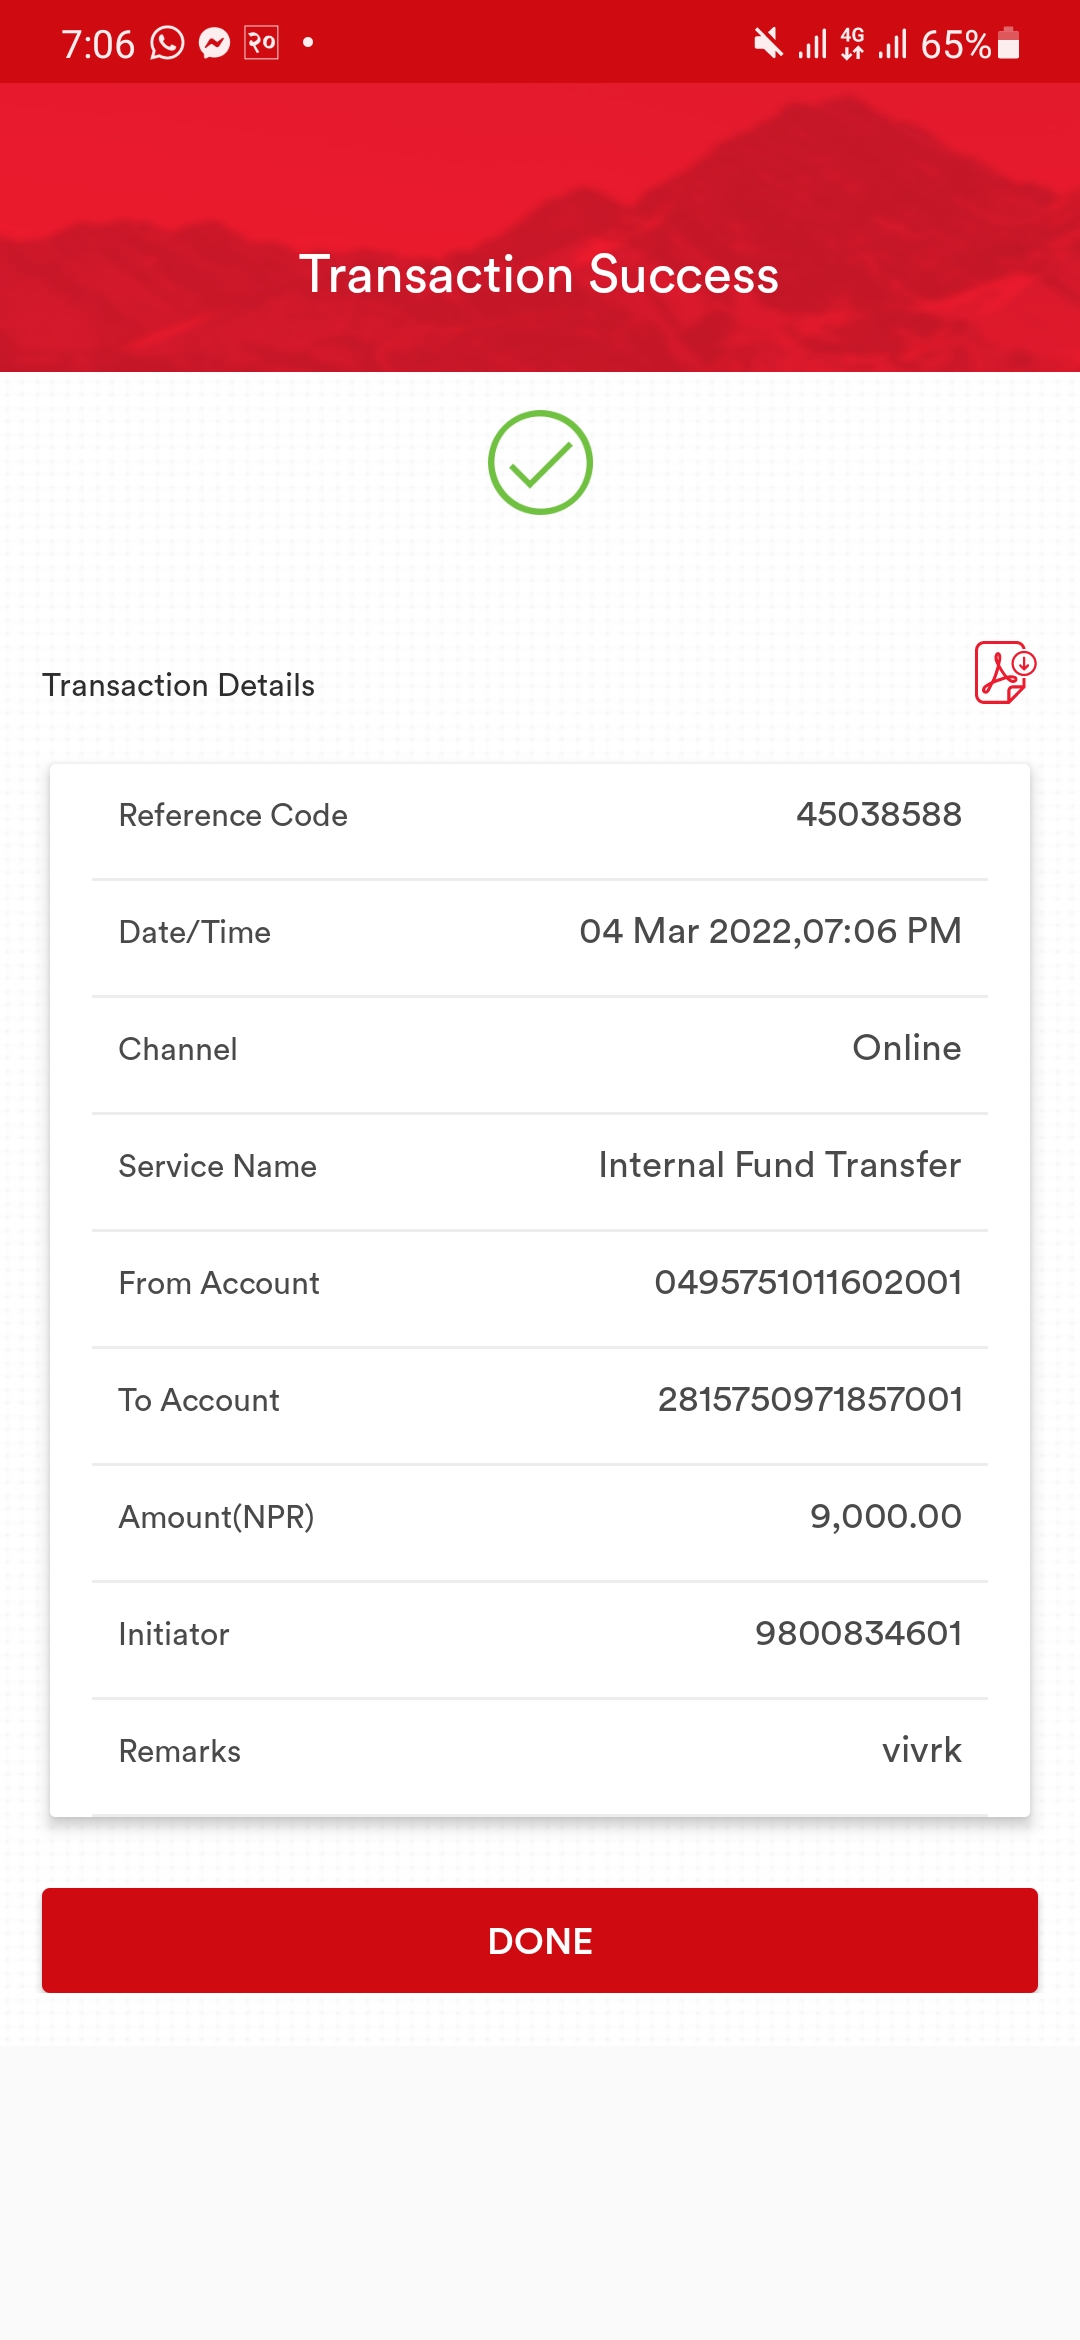 7:06 २० 4G 65%
Transaction Success
Transaction Details
Reference Code 45038588
Date/Time 04 Mar 2022,07:06 PM
Channel Online
Service Name Internal Fund Transfer
From Account 0495751011602001
To Account 2815750971857001
Amount(NPR) 9,000.00
Initiator 9800834601
Remarks vivrk
DONE